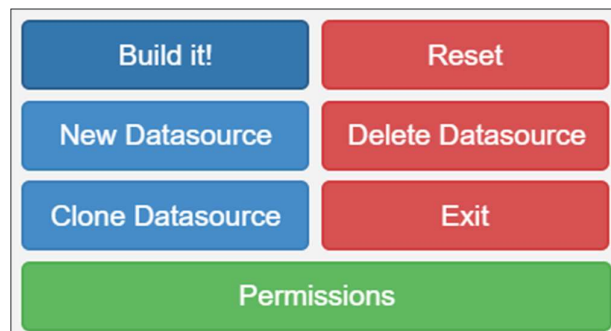 Build it!
Reset
New Datasource
Delete Datasource
Clone Datasource
Exit
Permissions